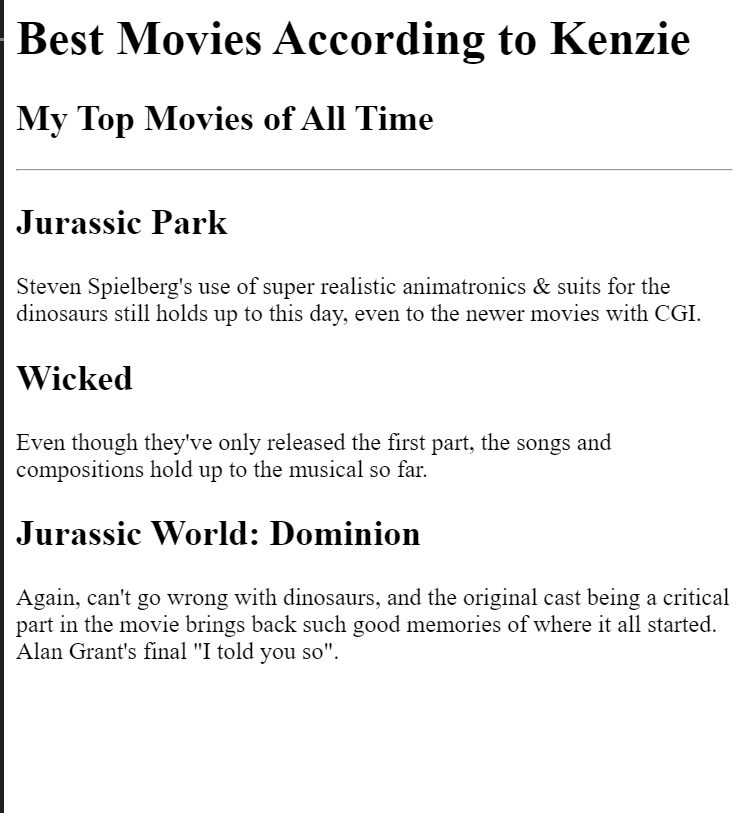 Best Movies According to Kenzie
My Top Movies of All Time
Jurassic Park
Steven Spielberg's use of super realistic animatronics & suits for the
dinosaurs still holds up to this day, even to the newer movies with CGI.
Wicked
Even though they've only released the first part, the songs and
compositions hold up to the musical so far.
Jurassic World: Dominion
Again, can't go wrong with dinosaurs, and the original cast being a critical
part in the movie brings back such good memories of where it all started.
Alan Grant's final "I told you so".